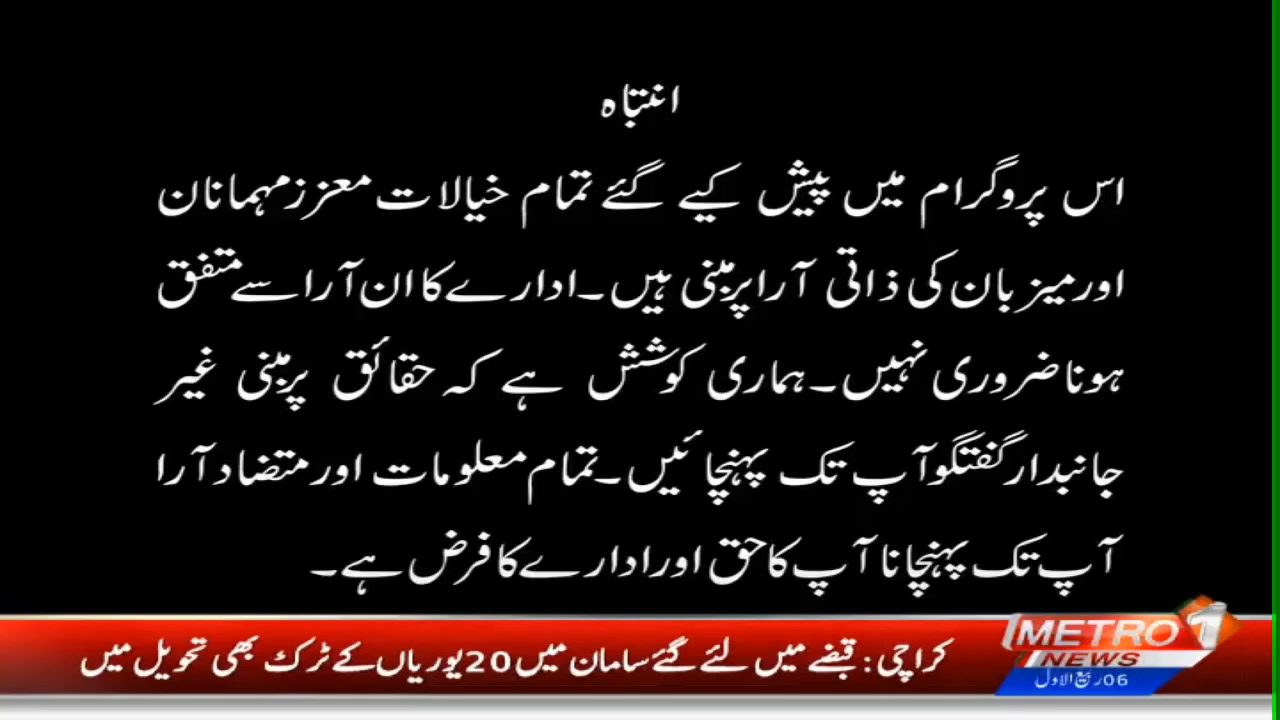 انتباہ
اس پروگرام میں پیش کیے گئے تمام خیالات معزز مہمانان
اور میزبان کی ذاتی آرا پر مبنی ہیں۔ ادارے کا ان آرا سے متفق
ہونا ضروری نہیں۔ ہماری کوشش ہے کہ حقائق پر مبنی غیر
جانبدار گفتگو آپ تک پہنچائیں۔ تمام معلومات اور متضاد آرا
آپ تک پہنچانا آپ کا حق اور ادارے کا فرض ہے۔
METRO 1
NEWS
06 ربیع الاول
کراچی : قبضے میں لئے گئے سامان میں 20 بوریاں کے ٹرک بھی تحویل میں